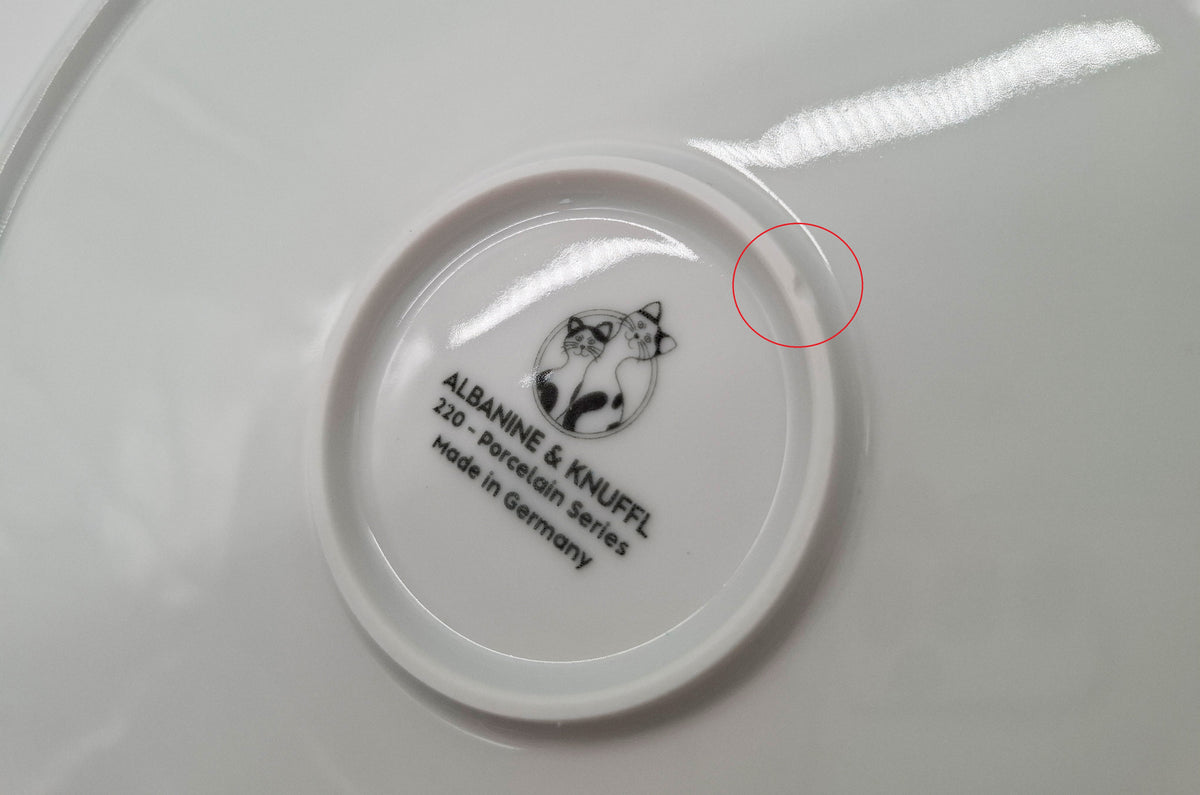 ALBANINE & KNUFFL
220 - Porcelain Series
Made in Germany